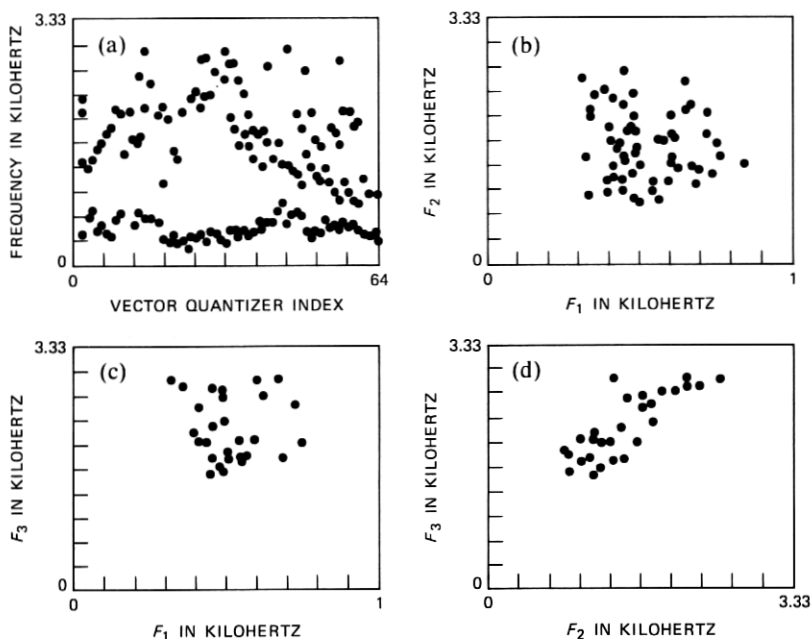 3.33
(a)
FREQUENCY IN KILOHERTZ
0
64
VECTOR QUANTIZER INDEX
3.33
(b)
F2 IN KILOHERTZ
0
0
1
F1 IN KILOHERTZ
3.33
(c)
F3 IN KILOHERTZ
0
0
1
F1 IN KILOHERTZ
3.33
(d)
F3 IN KILOHERTZ
0
0
3.33
F2 IN KILOHERTZ